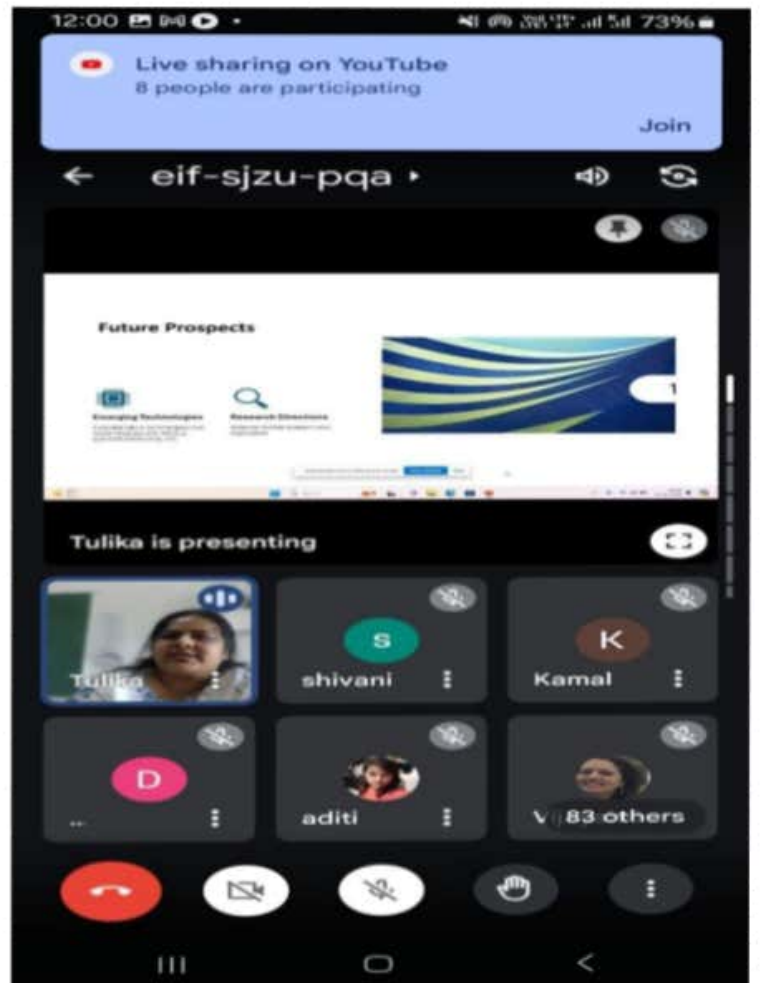 12:00
73%
Live sharing on YouTube
8 people are participating
Join
eif-sjzu-pqa
Future Prospects
Emerging Technologies
Research Directions
Tulika is presenting
Tulika
S
shivani
K
Kamal
D
..
aditi
83 others